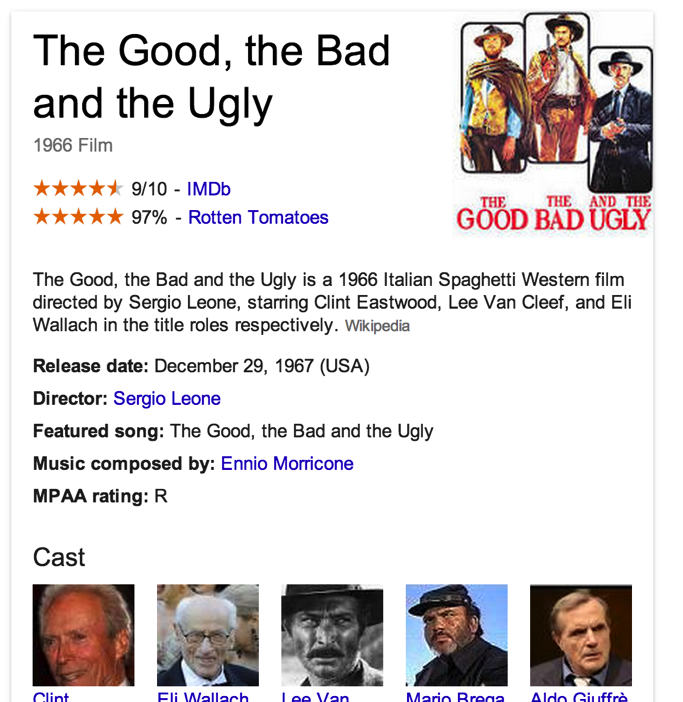 The Good, the Bad
and the Ugly
1966 Film
9/10 - IMDb
97% - Rotten Tomatoes
THE THE AND THE
GOOD BAD UGLY
The Good, the Bad and the Ugly is a 1966 Italian Spaghetti Western film
directed by Sergio Leone, starring Clint Eastwood, Lee Van Cleef, and Eli
Wallach in the title roles respectively. Wikipedia
Release date: December 29, 1967 (USA)
Director: Sergio Leone
Featured song: The Good, the Bad and the Ugly
Music composed by: Ennio Morricone
MPAA rating: R
Cast
Clint Eli Wallach Lee Van Mario Brega Aldo Giuffrè